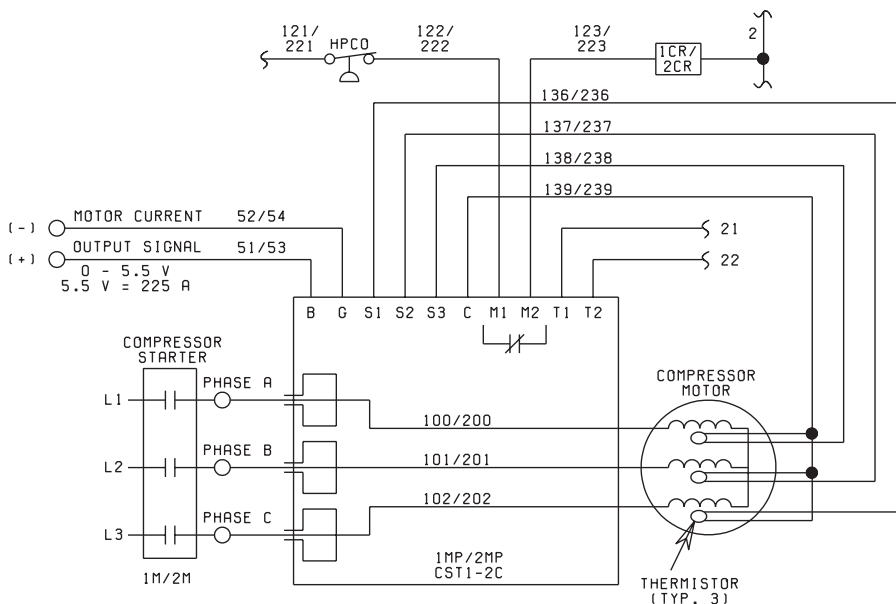 121/
221
HPCO
122/
222
123/
223
1CR/
2CR
2
136/236
137/237
138/238
139/239
(-)
MOTOR CURRENT
52/54
(+)
OUTPUT SIGNAL
51/53
0 - 5.5 V
5.5 V = 225 A
21
22
B
G
S1
S2
S3
C
M1
M2
T1
T2
COMPRESSOR
STARTER
L1
PHASE A
100/200
COMPRESSOR
MOTOR
L2
PHASE B
101/201
L3
PHASE C
102/202
1M/2M
1MP/2MP
CST1-2C
THERMISTOR
(TYP. 3)